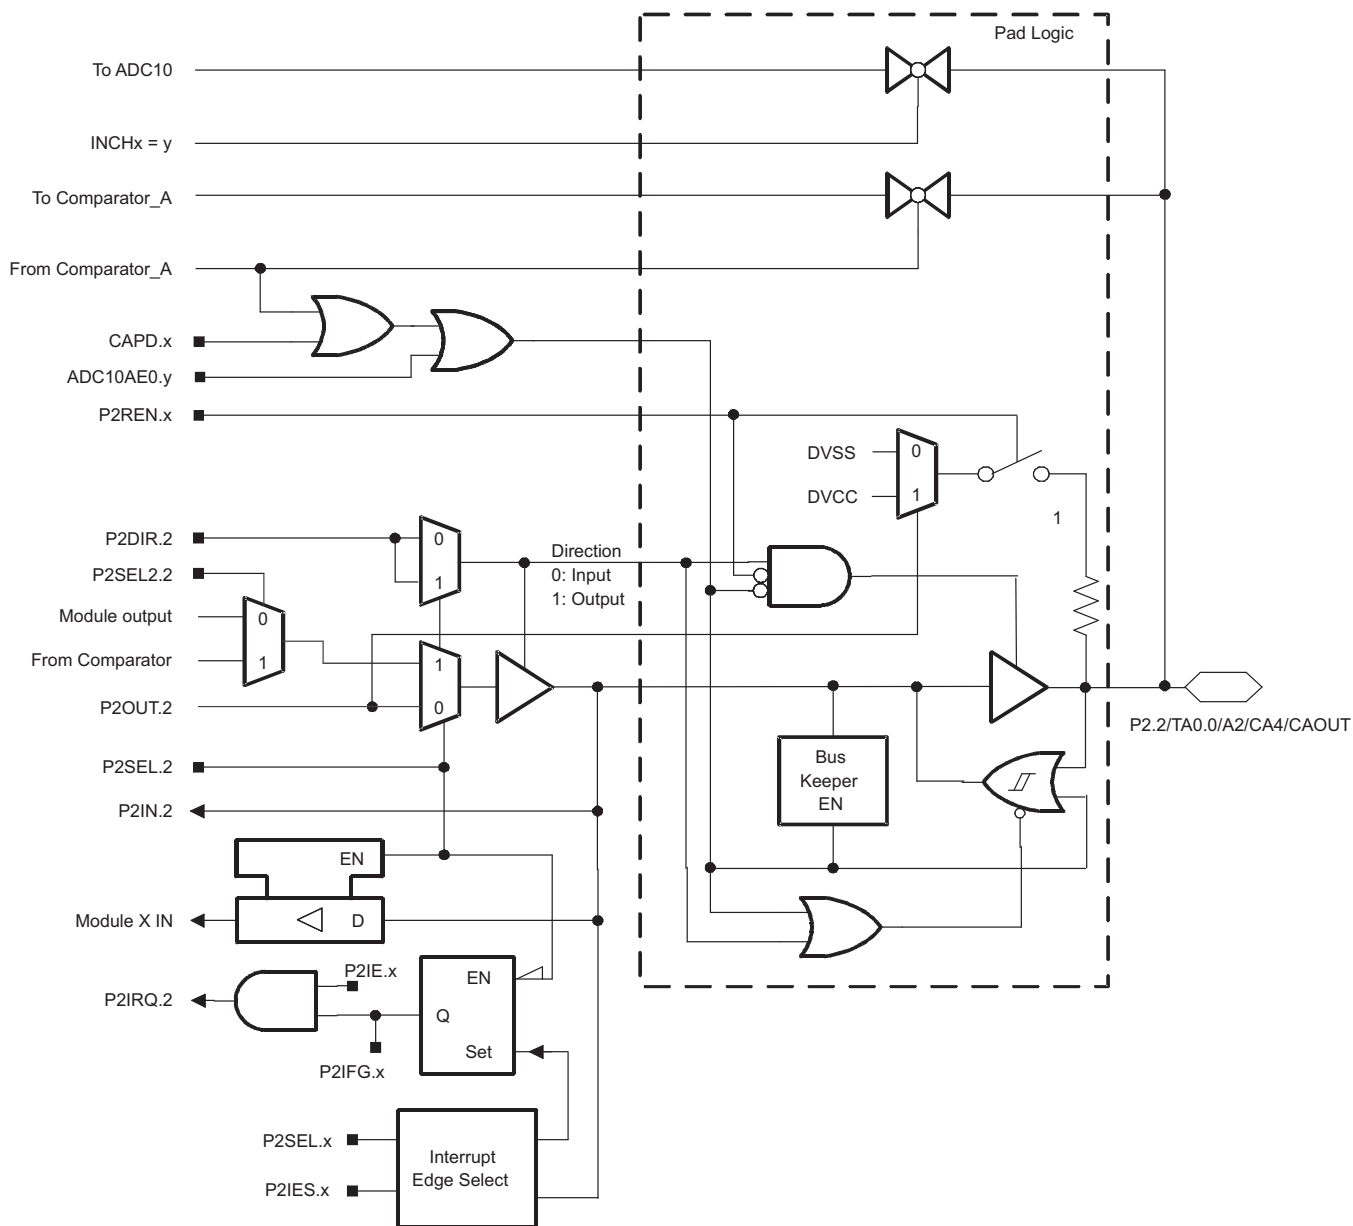 Pad Logic
To ADC10
INCHx = y
To Comparator_A
From Comparator_A
CAPD.x
ADC10AE0.y
P2REN.x
DVSS
0
DVCC
1
1
P2DIR.2
0
1
Direction
0: Input
1: Output
P2SEL2.2
Module output
0
From Comparator
1
1
P2OUT.2
0
P2.2/TA0.0/A2/CA4/CAOUT
P2SEL.2
Bus
Keeper
EN
P2IN.2
EN
Module X IN
D
P2IE.x
EN
P2IRQ.2
Q
Set
P2IFG.x
P2SEL.x
Interrupt
Edge Select
P2IES.x